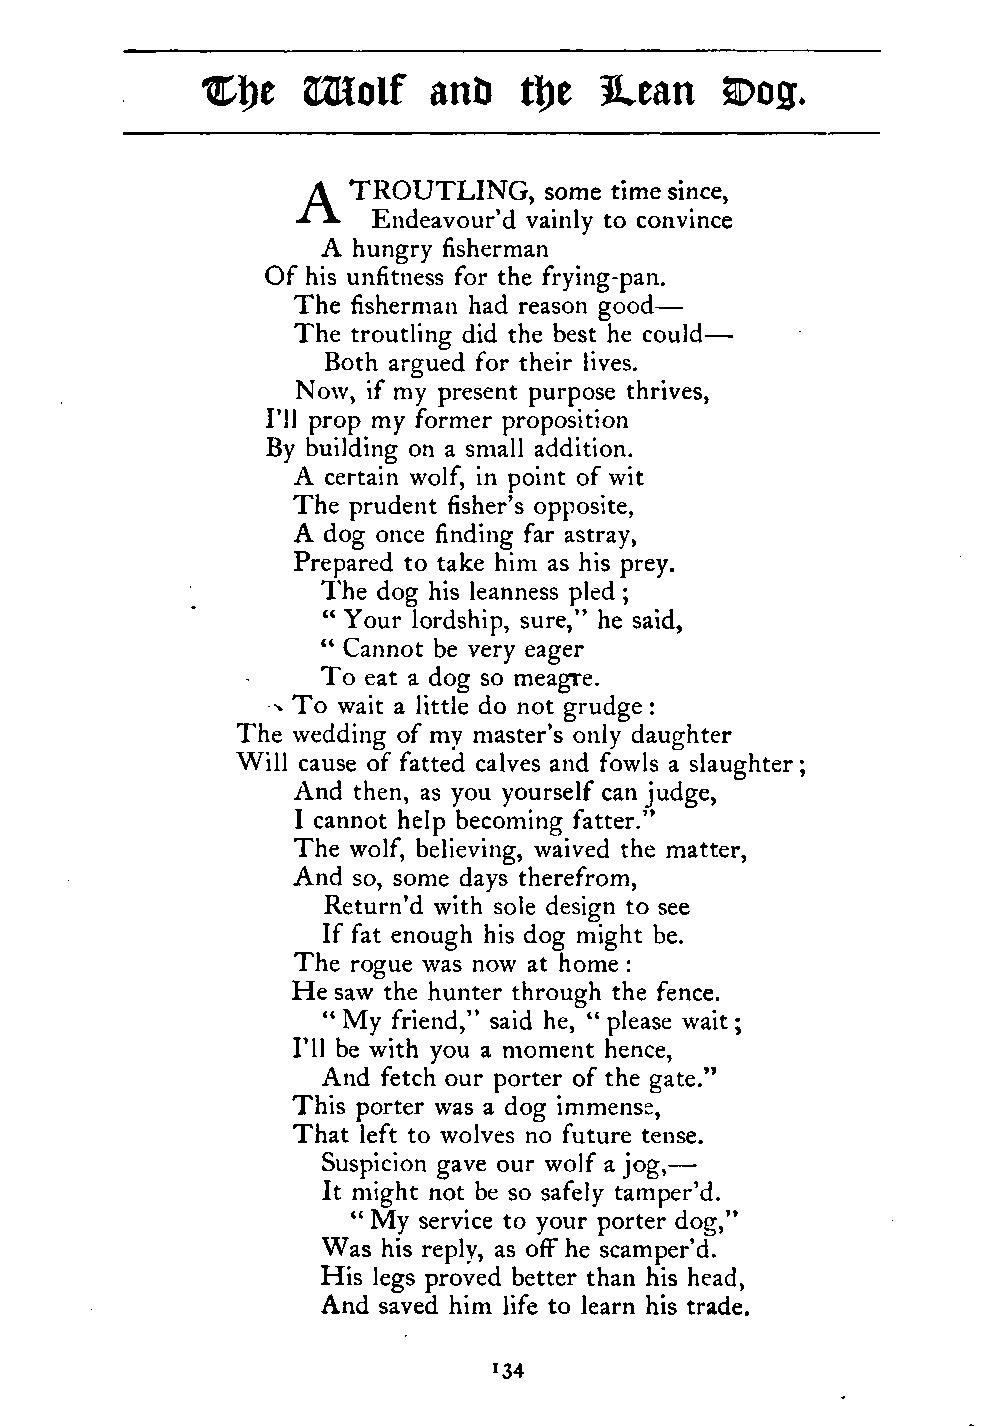 The Wolf and the Lean Dog.
A TROUTLING, some time since,
Endeavour'd vainly to convince
A hungry fisherman
Of his unfitness for the frying-pan.
The fisherman had reason good—
The troutling did the best he could—
Both argued for their lives.
Now, if my present purpose thrives,
I'll prop my former proposition
By building on a small addition.
A certain wolf, in point of wit
The prudent fisher's opposite,
A dog once finding far astray,
Prepared to take him as his prey.
The dog his leanness pled;
"Your lordship, sure," he said,
"Cannot be very eager
To eat a dog so meagre.
To wait a little do not grudge:
The wedding of my master's only daughter
Will cause of fatted calves and fowls a slaughter;
And then, as you yourself can judge,
I cannot help becoming fatter."
The wolf, believing, waived the matter,
And so, some days therefrom,
Return'd with sole design to see
If fat enough his dog might be.
The rogue was now at home:
He saw the hunter through the fence.
"My friend," said he, "please wait;
I'll be with you a moment hence,
And fetch our porter of the gate."
This porter was a dog immense,
That left to wolves no future tense.
Suspicion gave our wolf a jog,—
It might not be so safely tamper'd.
"My service to your porter dog,"
Was his reply, as off he scamper'd.
His legs proved better than his head,
And saved him life to learn his trade.
134